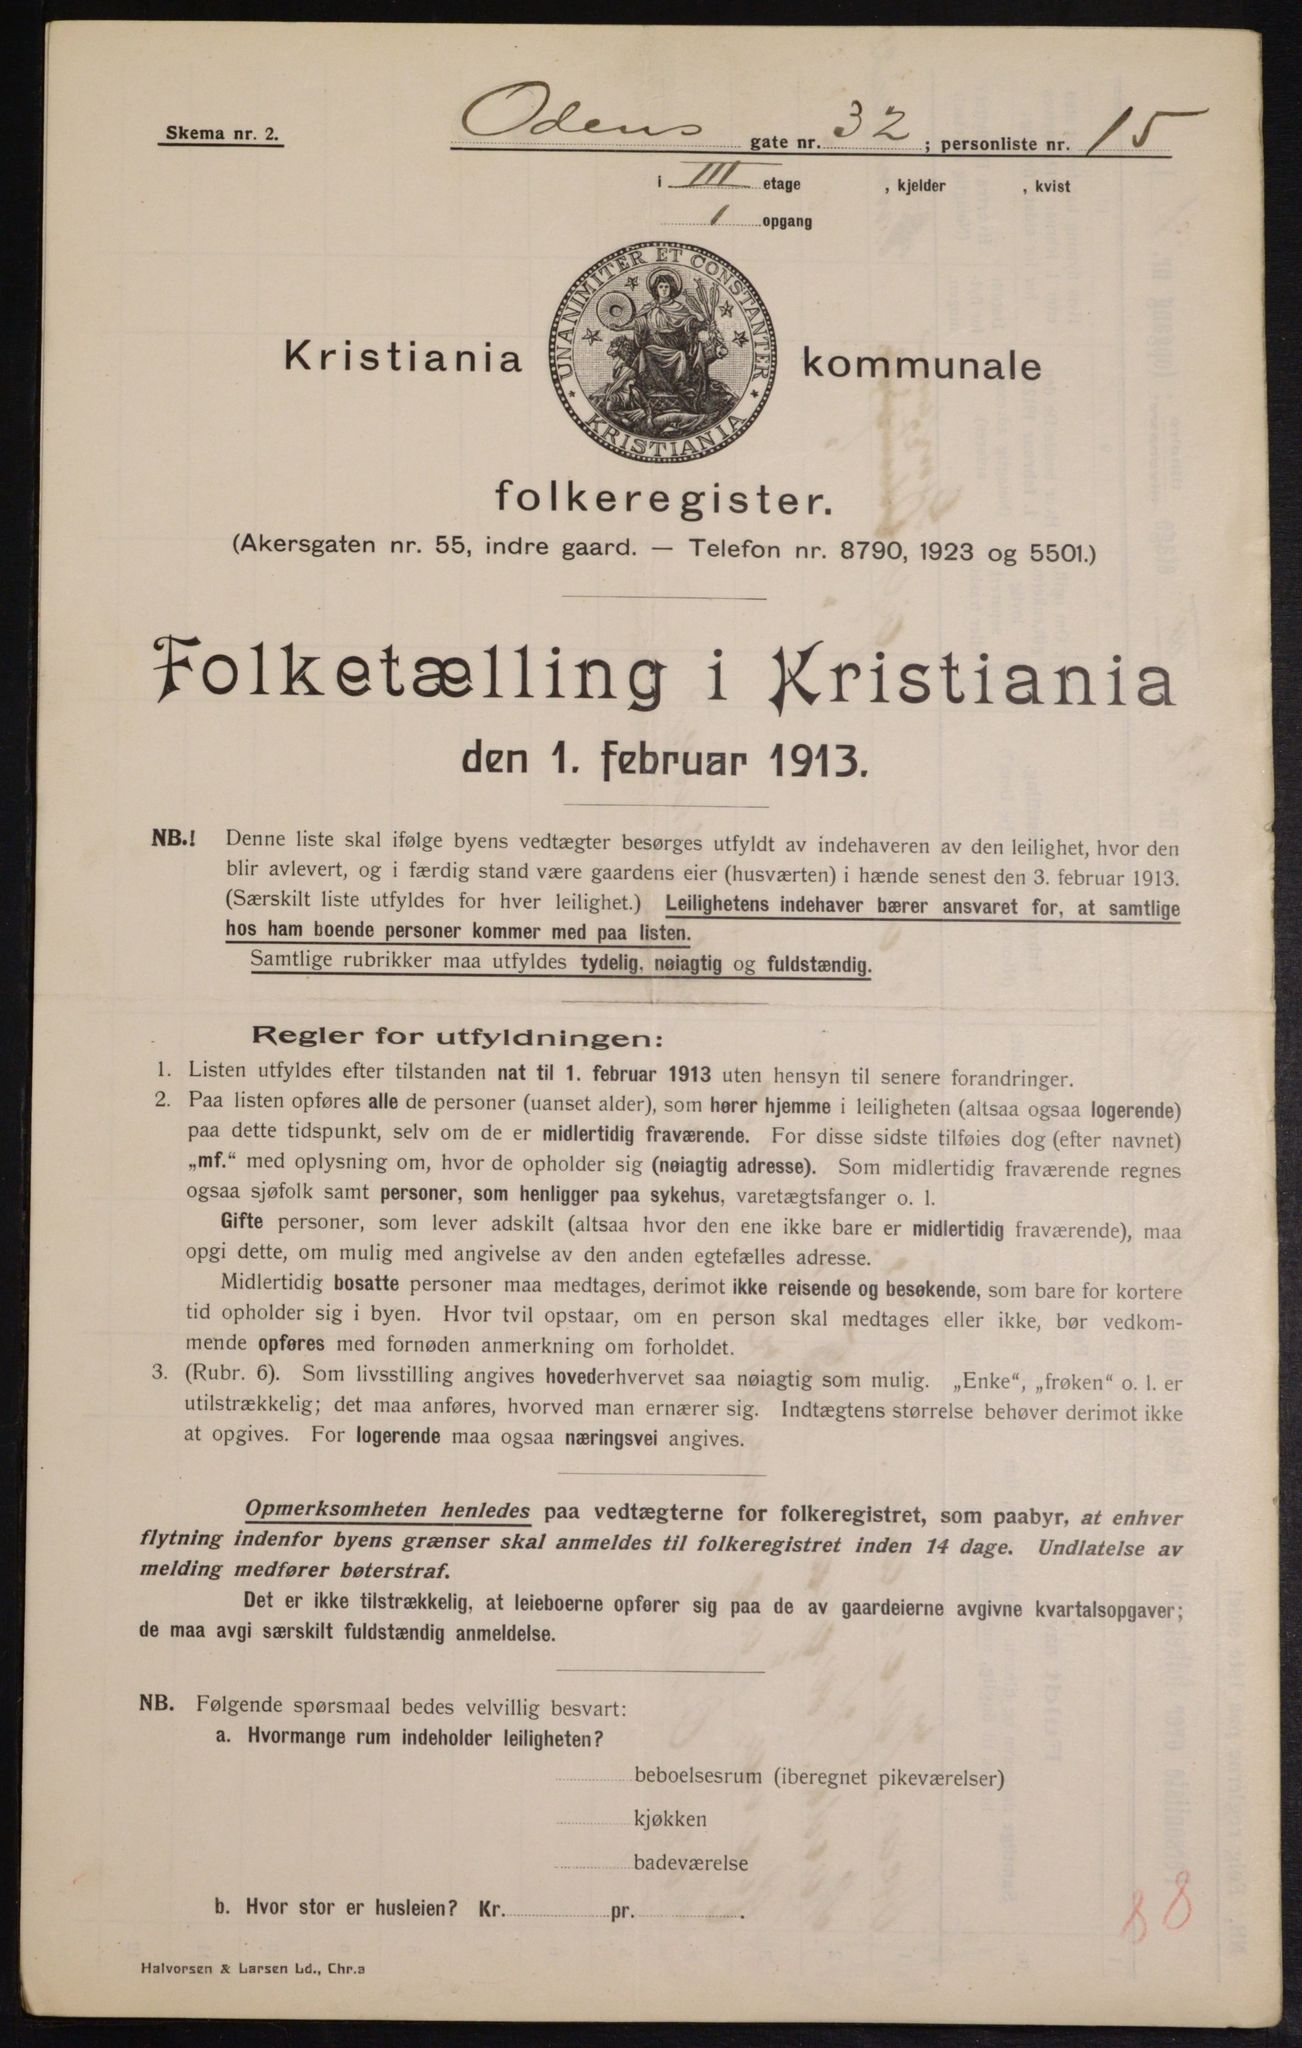 Skema nr. 2.
Odens gate nr. 32 ; personliste nr. 15
i III etage , kjelder , kvist
1 opgang
UNANIMITER ET CONSTANTER
KRISTIANIA
Kristiania kommunale
folkeregister.
(Akersgaten nr. 55, indre gaard. — Telefon nr. 8790, 1923 og 5501.)
Folketælling i Kristiania
den 1. februar 1913.
NB.! Denne liste skal ifølge byens vedtægter besørges utfyldt av indehaveren av den leilighet, hvor den
blir avlevert, og i færdig stand være gaardens eier (husværten) i hænde senest den 3. februar 1913.
(Særskilt liste utfyldes for hver leilighet.) Leilighetens indehaver bærer ansvaret for, at samtlige
hos ham boende personer kommer med paa listen.
Samtlige rubrikker maa utfyldes tydelig, nøiagtig og fuldstændig.
Regler for utfyldningen:
1. Listen utfyldes efter tilstanden nat til 1. februar 1913 uten hensyn til senere forandringer.
2. Paa listen opføres alle de personer (uanset alder), som hører hjemme i leiligheten (altsaa ogsaa logerende)
paa dette tidspunkt, selv om de er midlertidig fraværende. For disse sidste tilføies dog (efter navnet)
„mf.“ med oplysning om, hvor de opholder sig (nøiagtig adresse). Som midlertidig fraværende regnes
ogsaa sjøfolk samt personer, som henligger paa sykehus, varetægtsfanger o. l.
Gifte personer, som lever adskilt (altsaa hvor den ene ikke bare er midlertidig fraværende), maa
opgi dette, om mulig med angivelse av den anden egtefælles adresse.
Midlertidig bosatte personer maa medtages, derimot ikke reisende og besøkende, som bare for kortere
tid opholder sig i byen. Hvor tvil opstaar, om en person skal medtages eller ikke, bør vedkom-
mende opføres med fornøden anmerkning om forholdet.
3. (Rubr. 6). Som livsstilling angives hovederhvervet saa nøiagtig som mulig. „Enke“, „frøken“ o. l. er
utilstrækkelig; det maa anføres, hvorved man ernærer sig. Indtægtens størrelse behøver derimot ikke
at opgives. For logerende maa ogsaa næringsvei angives.
Opmerksomheten henledes paa vedtægterne for folkeregistret, som paabyr, at enhver
flytning indenfor byens grænser skal anmeldes til folkeregistret inden 14 dage. Undlatelse av
melding medfører bøterstraf.
Det er ikke tilstrækkelig, at leieboerne opfører sig paa de av gaardeierne avgivne kvartalsopgaver;
de maa avgi særskilt fuldstændig anmeldelse.
NB. Følgende spørsmaal bedes velvillig besvart:
a. Hvormange rum indeholder leiligheten?
beboelsesrum (iberegnet pikeværelser)
kjøkken
badeværelse
b. Hvor stor er husleien? Kr. pr. .
88
Halvorsen & Larsen Ld., Chr.a